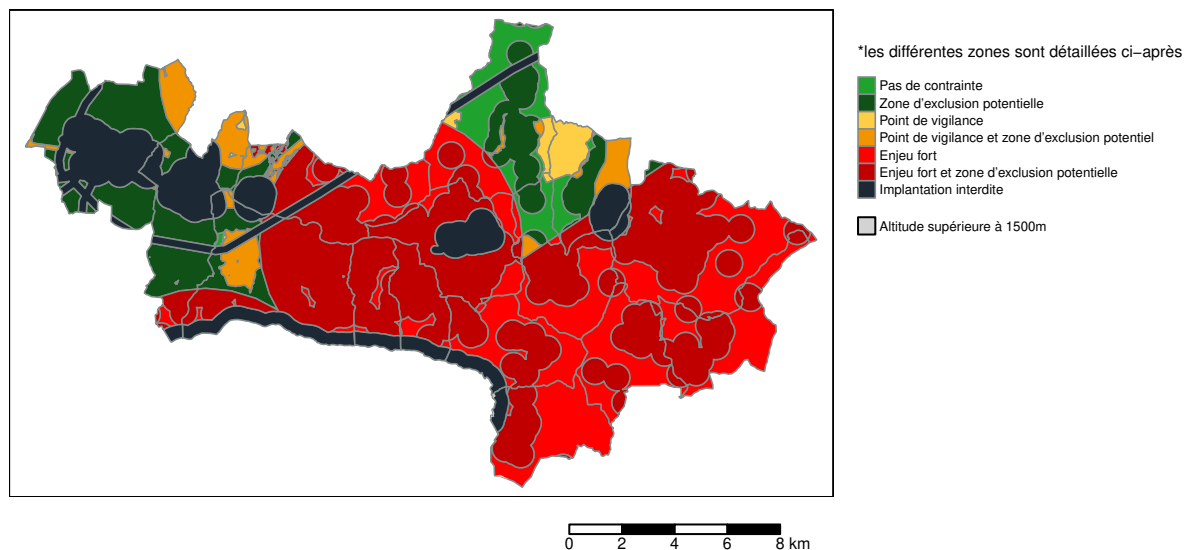 *les différentes zones sont détaillées ci-après
Pas de contrainte
Zone d'exclusion potentielle
Point de vigilance
Point de vigilance et zone d'exclusion potentiel
Enjeu fort
Enjeu fort et zone d'exclusion potentielle
Implantation interdite
Altitude supérieure à 1500m
0 2 4 6 8 km